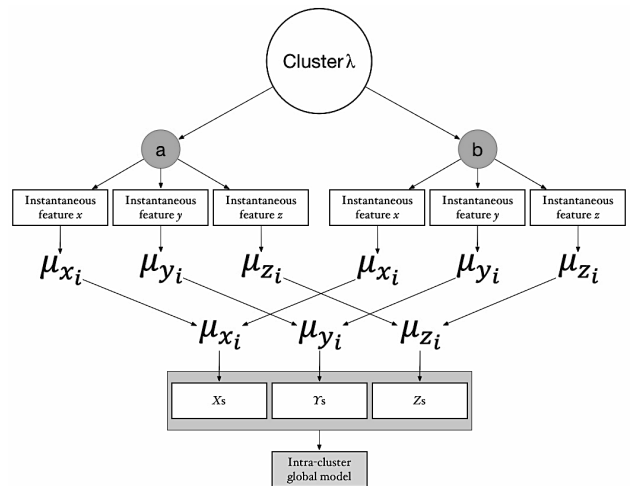 Cluster λ
a
b
Instantaneous
feature x
Instantaneous
feature y
Instantaneous
feature z
Instantaneous
feature x
Instantaneous
feature y
Instantaneous
feature z
μxᵢ
μyᵢ
μzᵢ
μxᵢ
μyᵢ
μzᵢ
μxᵢ
μyᵢ
μzᵢ
Xs
Υs
Zs
Intra-cluster
global model